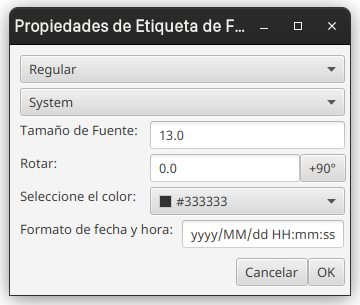 Propiedades de Etiqueta de F...
Regular
System
Tamaño de Fuente: 13.0
Rotar: 0.0 +90°
Seleccione el color: #333333
Formato de fecha y hora: yyyy/MM/dd HH:mm:ss
Cancelar OK